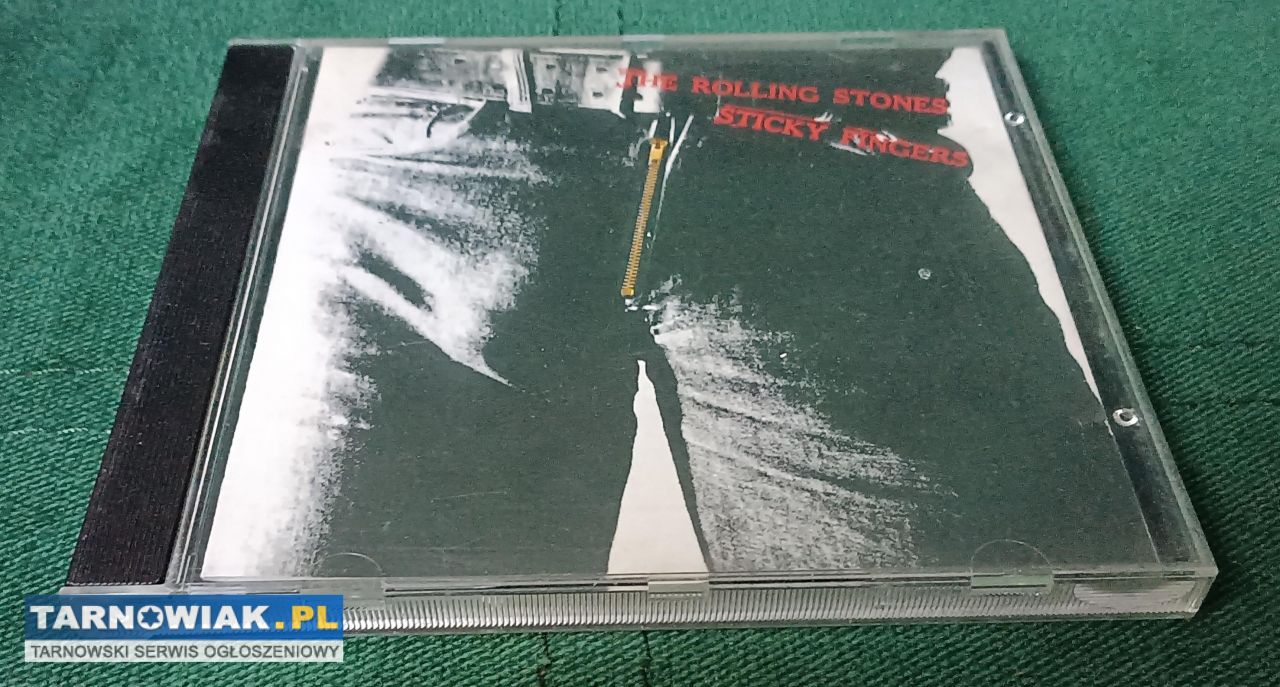 THE ROLLING STONES
STICKY FINGERS
TARNOWIAK.PL
TARNOWSKI SERWIS OGŁOSZENIOWY